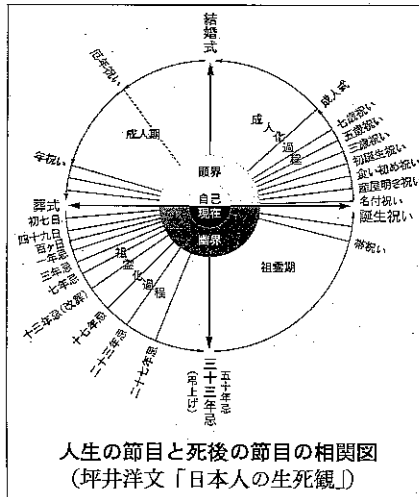 結婚式
厄年祝い
成人期
年祝い
成人式
成人化過程
七歳祝い
五歳祝い
三歳祝い
初誕生祝い
食い初め祝い
産屋明き祝い
名付祝い
誕生祝い
帯祝い
顕界
自己
現在
幽界
葬式
初七日
四十九日
百ヶ日
一年忌
三年忌
七年忌
十三年忌(改葬)
十七年忌
二十三年忌
二十七年忌
三十三年忌
五十年忌
(弔上げ)
祖霊化過程
祖霊期
人生の節目と死後の節目の相関図
(坪井洋文「日本人の生死観」)